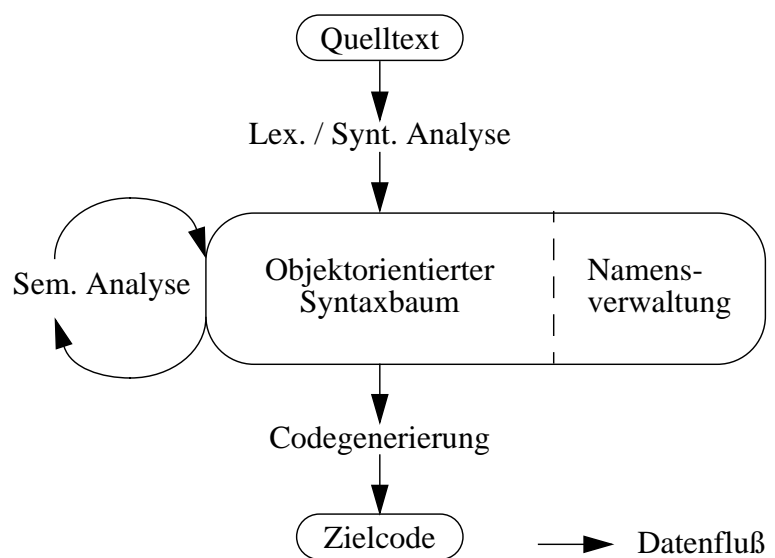 Quelltext
Lex. / Synt. Analyse
Sem. Analyse
Objektorientierter
Syntaxbaum
Namens-
verwaltung
Codegenerierung
Zielcode
Datenfluß